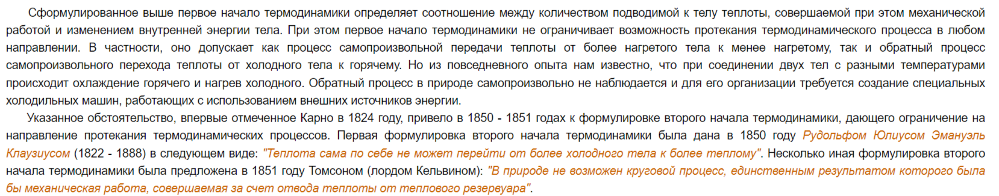 Сформулированное выше первое начало термодинамики определяет соотношение между количеством подводимой к телу теплоты, совершаемой при этом механической
работой и изменением внутренней энергии тела. При этом первое начало термодинамики не ограничивает возможность протекания термодинамического процесса в любом
направлении. В частности, оно допускает как процесс самопроизвольной передачи теплоты от более нагретого тела к менее нагретому, так и обратный процесс
самопроизвольного перехода теплоты от холодного тела к горячему. Но из повседневного опыта нам известно, что при соединении двух тел с разными температурами
происходит охлаждение горячего и нагрев холодного. Обратный процесс в природе самопроизвольно не наблюдается и для его организации требуется создание специальных
холодильных машин, работающих с использованием внешних источников энергии.
Указанное обстоятельство, впервые отмеченное Карно в 1824 году, привело в 1850 - 1851 годах к формулировке второго начала термодинамики, дающего ограничение на
направление протекания термодинамических процессов. Первая формулировка второго начала термодинамики была дана в 1850 году Рудольфом Юлиусом Эмануэль
Клаузиусом (1822 - 1888) в следующем виде: "Теплота сама по себе не может перейти от более холодного тела к более теплому". Несколько иная формулировка второго
начала термодинамики была предложена в 1851 году Томсоном (лордом Кельвином): "В природе не возможен круговой процесс, единственным результатом которого была
бы механическая работа, совершаемая за счет отвода теплоты от теплового резервуара".